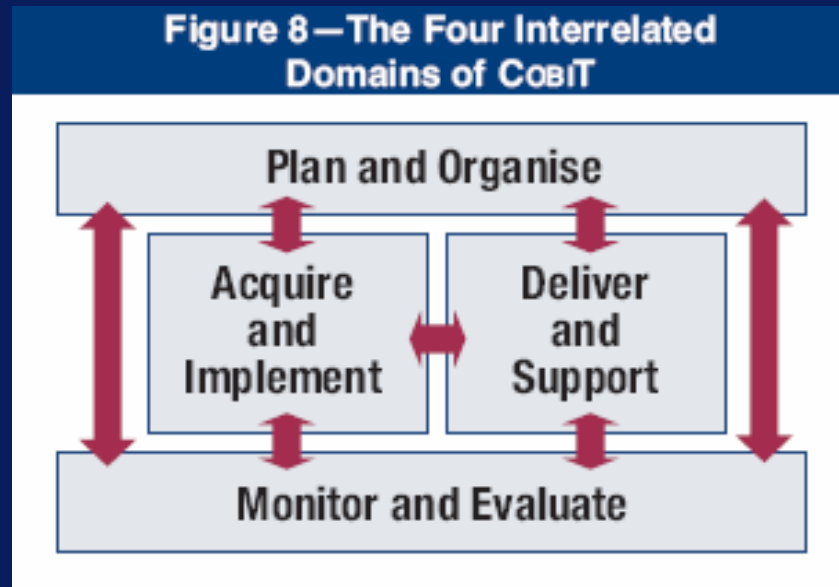 Figure 8—The Four Interrelated
Domains of COBIT
Plan and Organise
Acquire
and
Implement
Deliver
and
Support
Monitor and Evaluate